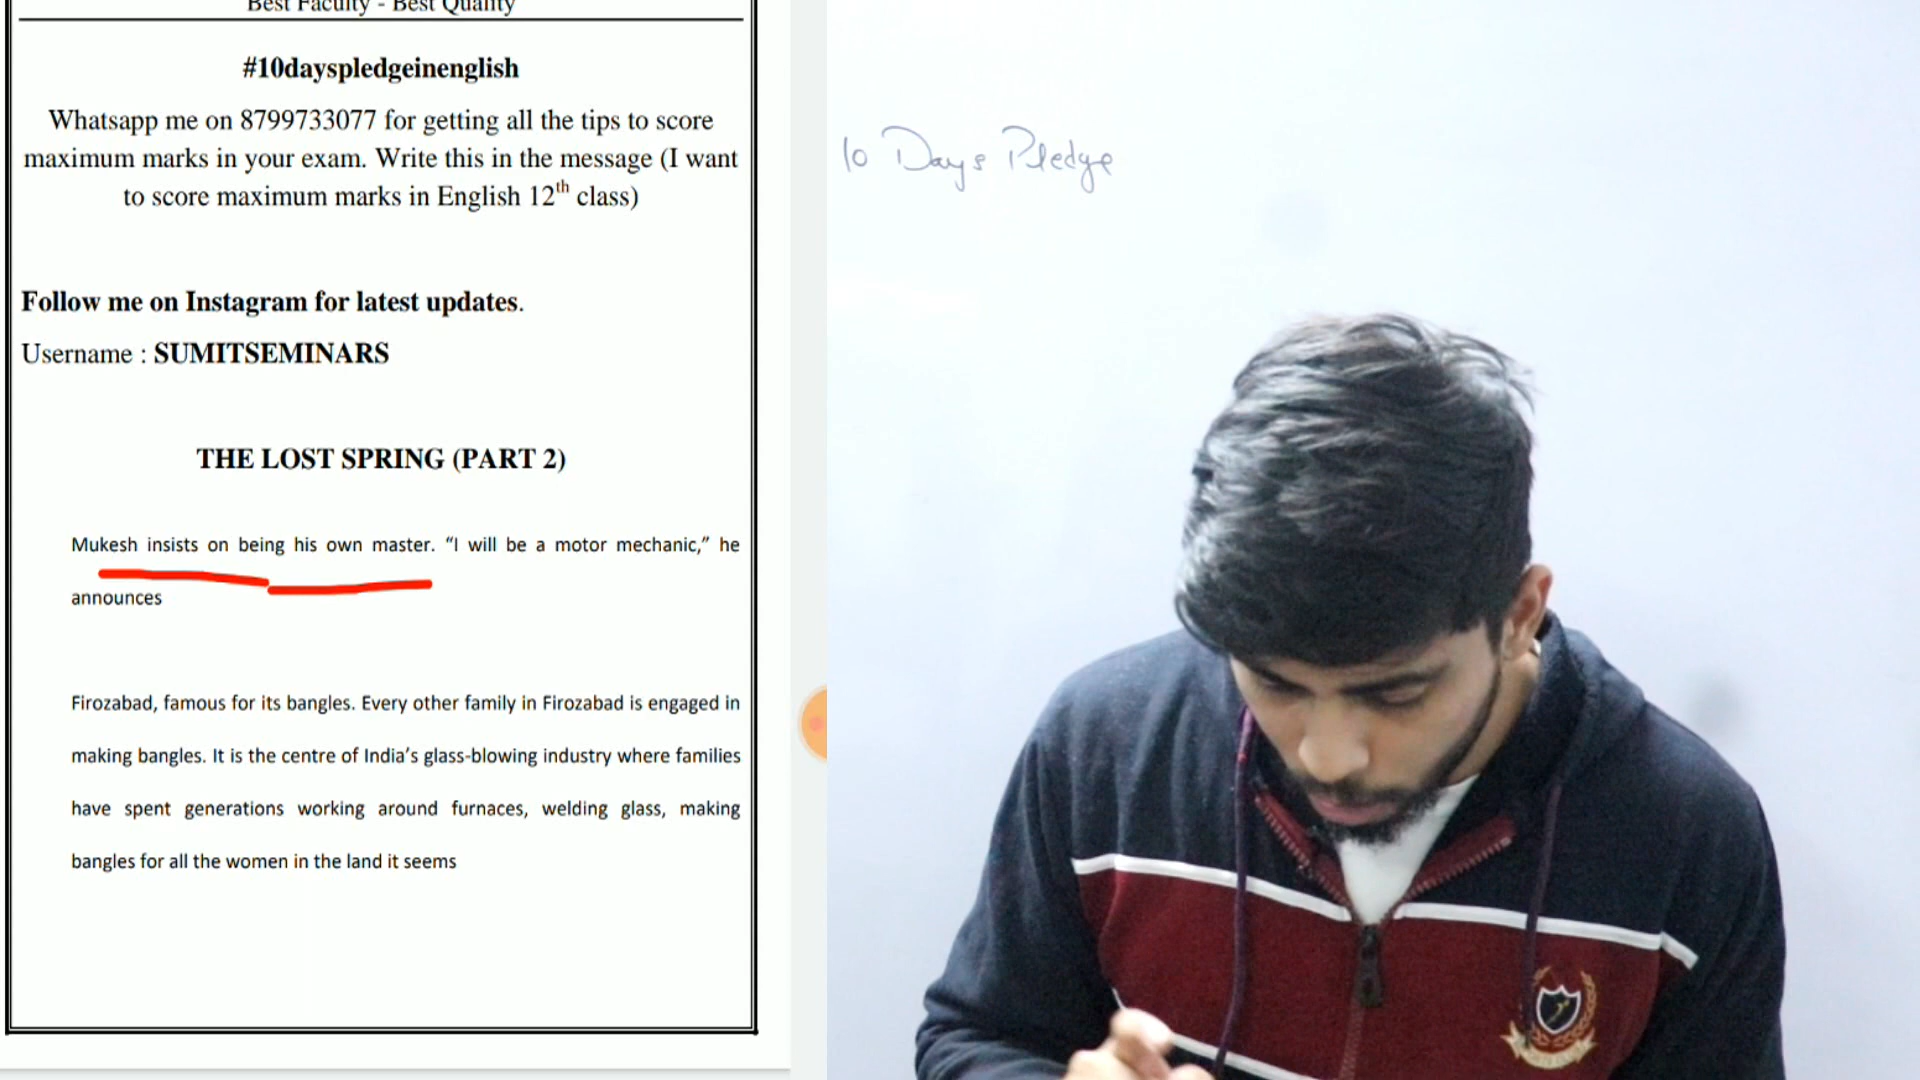 Best Faculty - Best Quality
#10dayspledgeinenglish
Whatsapp me on 8799733077 for getting all the tips to score
maximum marks in your exam. Write this in the message (I want
to score maximum marks in English 12th class)
Follow me on Instagram for latest updates.
Username : SUMITSEMINARS
THE LOST SPRING (PART 2)
Mukesh insists on being his own master. “I will be a motor mechanic,” he
announces
Firozabad, famous for its bangles. Every other family in Firozabad is engaged in
making bangles. It is the centre of India’s glass-blowing industry where families
have spent generations working around furnaces, welding glass, making
bangles for all the women in the land it seems
10 Days Pledge